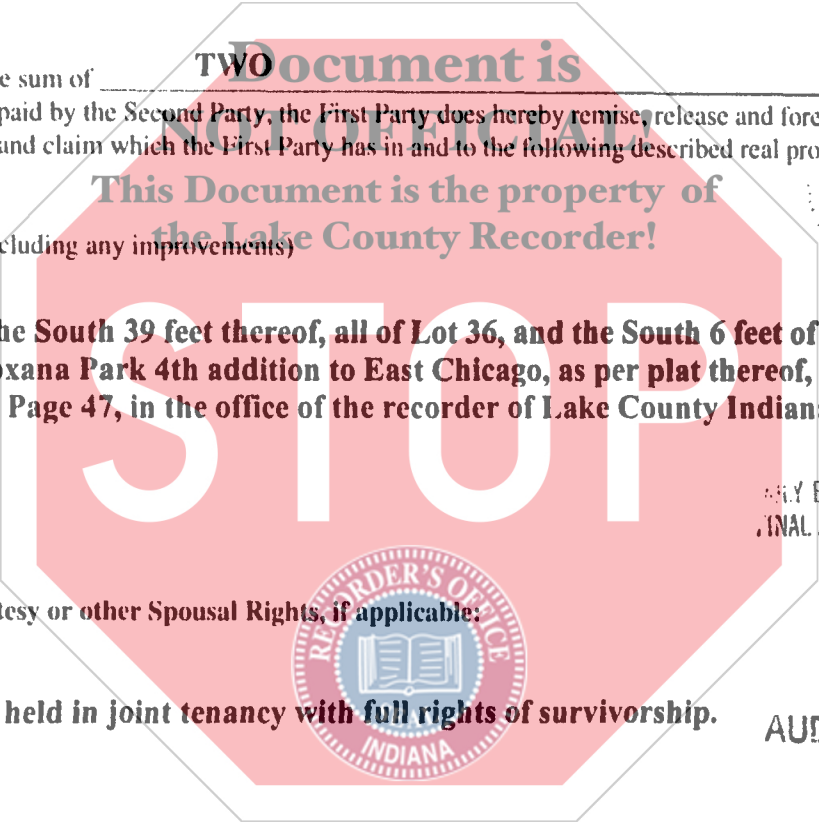 Document is
e sum of TWO
paid by the Second Party, the First Party does hereby remise, release and fore
NOT OFFICIAL!
and claim which the First Party has in and to the following described real pro
This Document is the property of
the Lake County Recorder!
cluding any improvements)
he South 39 feet thereof, all of Lot 36, and the South 6 feet of
oxana Park 4th addition to East Chicago, as per plat thereof,
Page 47, in the office of the recorder of Lake County Indian
STOP
INAL
tesy or other Spousal Rights, if applicable:
RECORDER'S OFFICE
held in joint tenancy with full rights of survivorship.
INDIANA
AUD